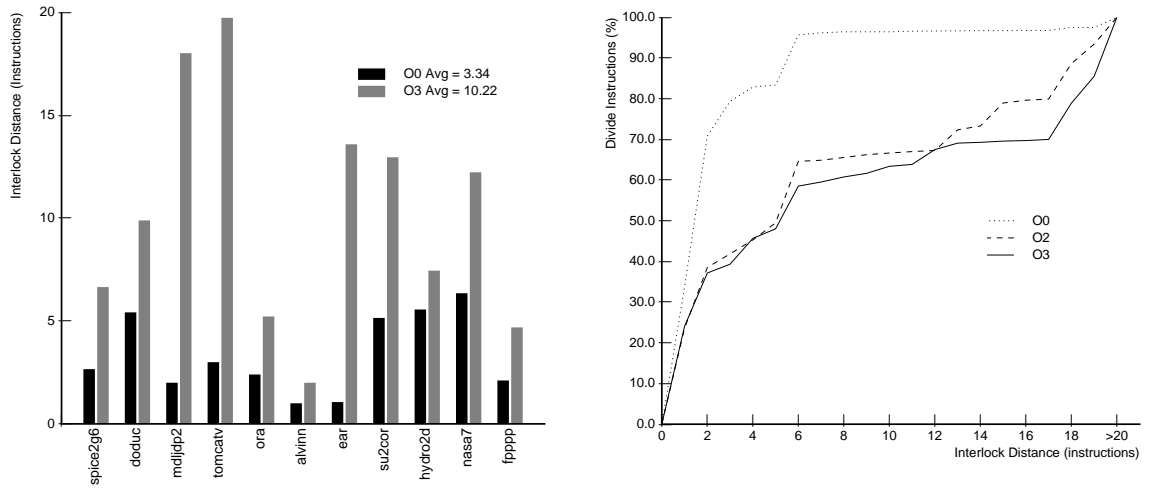 Interlock Distance (Instructions)
20
15
10
5
0
O0 Avg = 3.34
O3 Avg = 10.22
spice2g6
doduc
mdljdp2
tomcatv
ora
alvinn
ear
su2cor
hydro2d
nasa7
fpppp
Divide Instructions (%)
100.0
90.0
80.0
70.0
60.0
50.0
40.0
30.0
20.0
10.0
0.0
O0
O2
O3
0 2 4 6 8 10 12 14 16 18 >20
Interlock Distance (instructions)